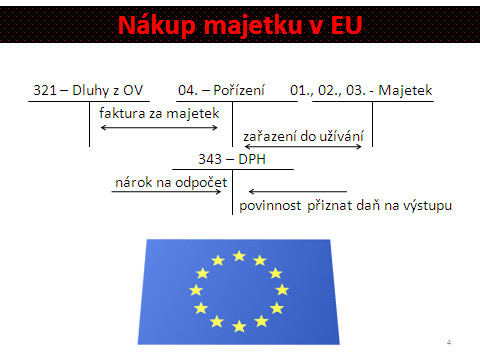 Nákup majetku v EU
321 – Dluhy z OV 04. – Pořízení 01., 02., 03. - Majetek
faktura za majetek
zařazení do užívání
343 – DPH
nárok na odpočet
povinnost přiznat daň na výstupu
4